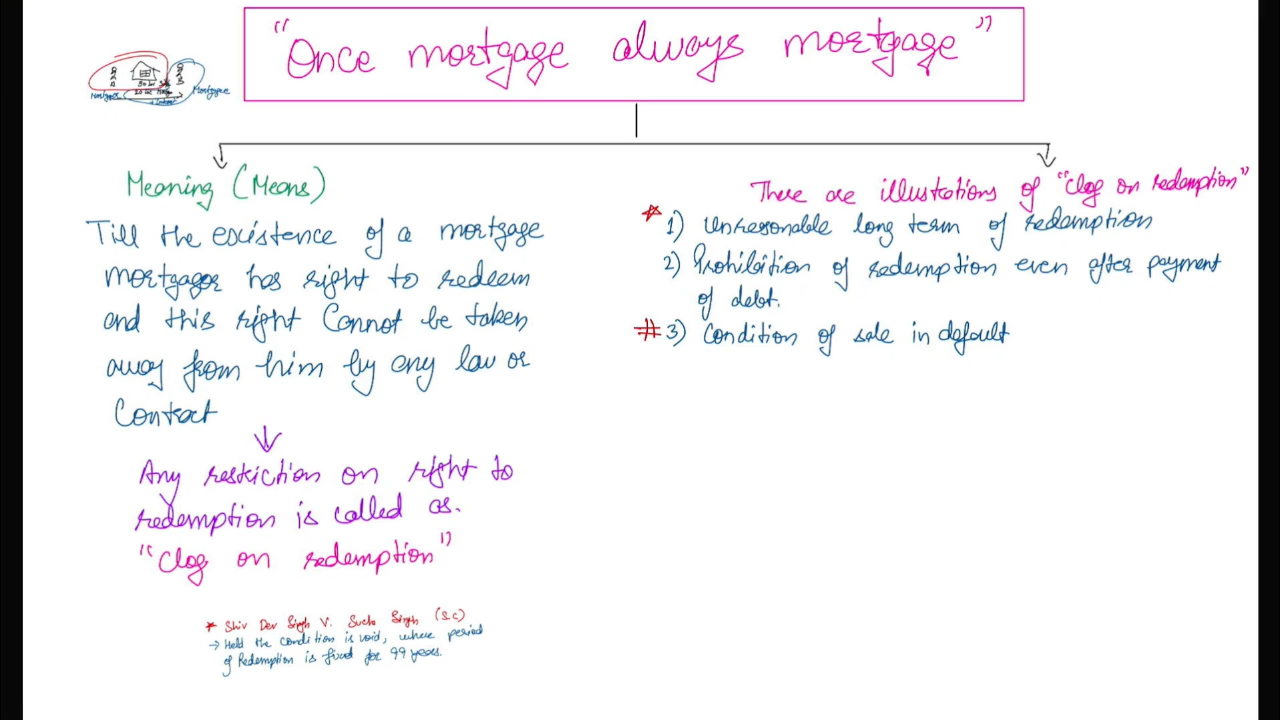 "Once mortgage always mortgage"
Mortgagee
Meaning (Means)
Till the existence of a mortgage
mortgagor has right to redeem
and this right Cannot be taken
away from him by any law or
Contract
Any restiction on right to
redemption is called as.
"Clog on redemption"
* Shiv Dev Singh V. Sucha Singh (S.C)
→ Held the condition is void, where period
of Redemption is fixed for 99 years.
There are illustrations of "Clog on redemption"
* 1) Unresonable long term of redemption
2) Prohibition of redemption even after payment
of debt.
# 3) Condition of sale in default